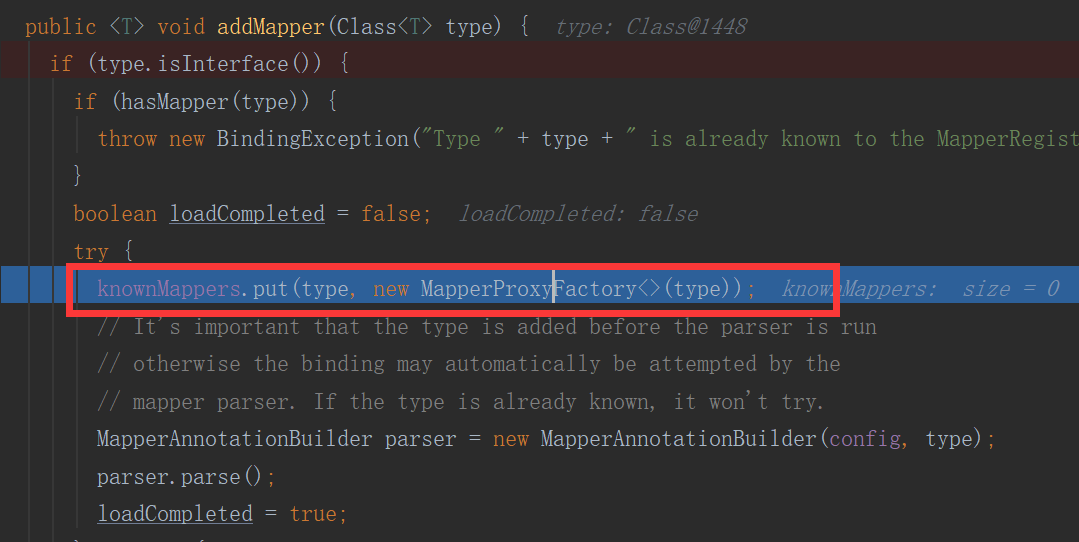 public <T> void addMapper(Class<T> type) {  type: Class@1448
if (type.isInterface()) {
if (hasMapper(type)) {
throw new BindingException("Type " + type + " is already known to the MapperRegist
}
boolean loadCompleted = false;  loadCompleted: false
try {
knownMappers.put(type, new MapperProxyFactory<>(type));  knownMappers:  size = 0
// It's important that the type is added before the parser is run
// otherwise the binding may automatically be attempted by the
// mapper parser. If the type is already known, it won't try.
MapperAnnotationBuilder parser = new MapperAnnotationBuilder(config, type);
parser.parse();
loadCompleted = true;